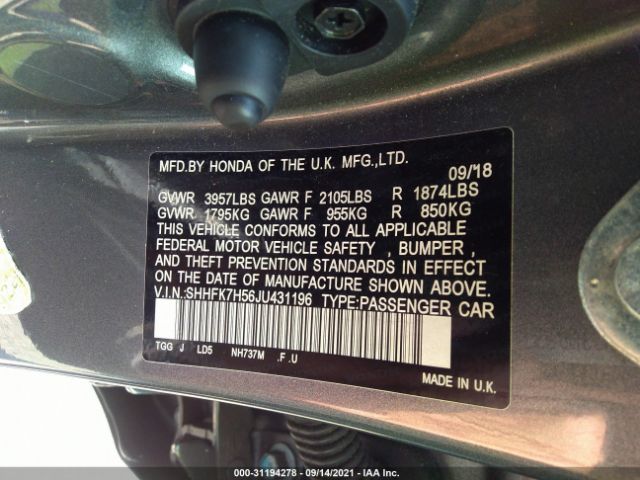 MFD.BY HONDA OF THE U.K. MFG.,LTD.
09/18
GVWR 3957LBS GAWR F 2105LBS R 1874LBS
GVWR 1795KG GAWR F 955KG R 850KG
THIS VEHICLE CONFORMS TO ALL APPLICABLE
FEDERAL MOTOR VEHICLE SAFETY , BUMPER ,
AND THEFT PREVENTION STANDARDS IN EFFECT
ON THE DATE OF MANUFACTURE SHOWN ABOVE.
V.I.N.:SHHFK7H56JU431196 TYPE:PASSENGER CAR
TGG J LD5 NH737M .F.U
MADE IN U.K.
000-31194278 - 09/14/2021 - IAA Inc.